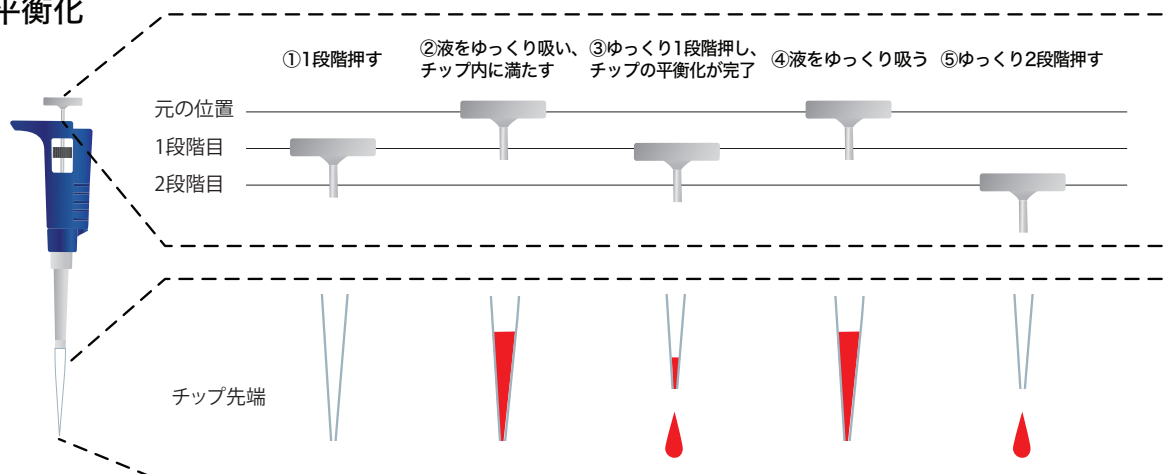 平衡化
①1段階押す
②液をゆっくり吸い、
チップ内に満たす
③ゆっくり1段階押し、
チップの平衡化が完了
④液をゆっくり吸う
⑤ゆっくり2段階押す
元の位置
1段階目
2段階目
チップ先端